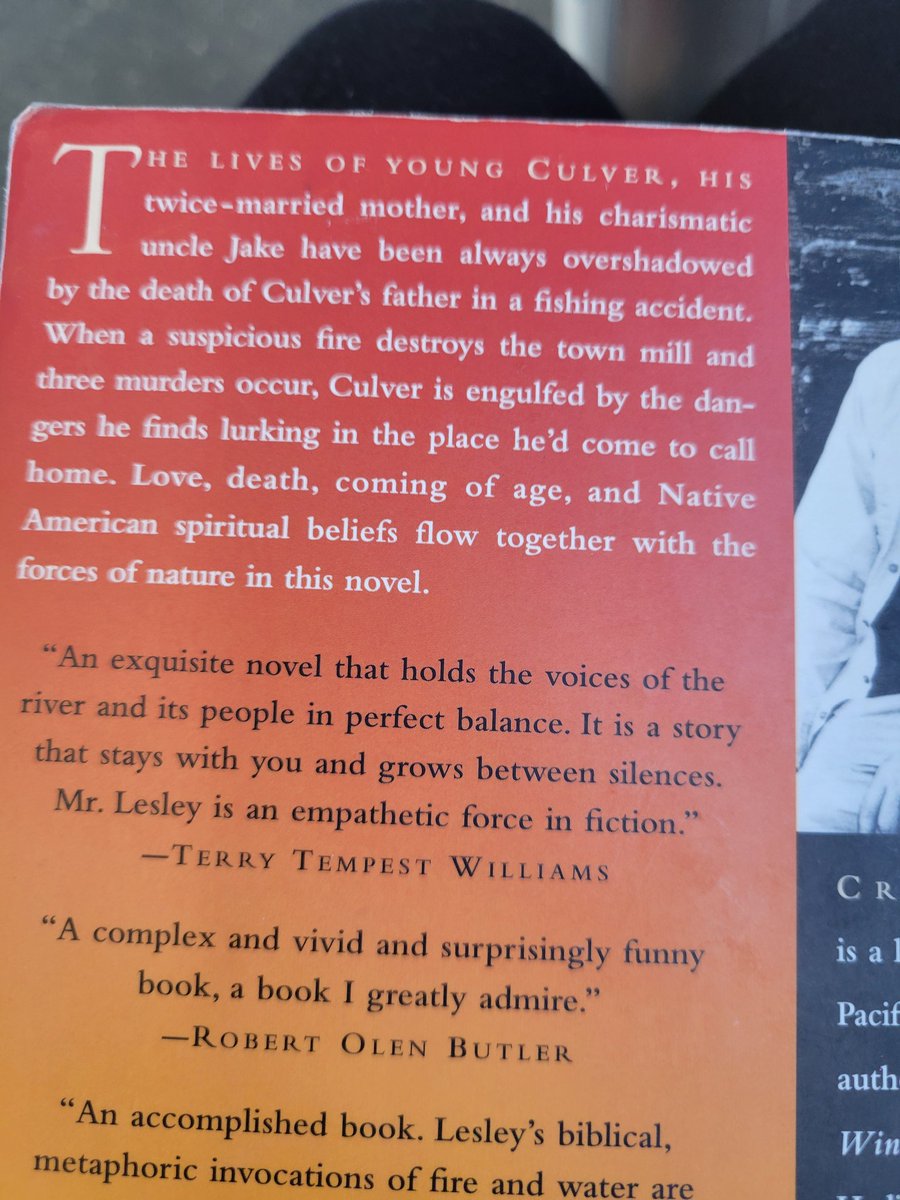 THE LIVES OF YOUNG CULVER, HIS
twice-married mother, and his charismatic
uncle Jake have been always overshadowed
by the death of Culver's father in a fishing accident.
When a suspicious fire destroys the town mill and
three murders occur, Culver is engulfed by the dan-
gers he finds lurking in the place he'd come to call
home. Love, death, coming of age, and Native
American spiritual beliefs flow together with the
forces of nature in this novel.
“An exquisite novel that holds the voices of the
river and its people in perfect balance. It is a story
that stays with you and grows between silences.
Mr. Lesley is an empathetic force in fiction.”
—TERRY TEMPEST WILLIAMS
“A complex and vivid and surprisingly funny
book, a book I greatly admire.”
—ROBERT OLEN BUTLER
“An accomplished book. Lesley's biblical,
metaphoric invocations of fire and water are
CR
is a l
Pacif
autho
Win